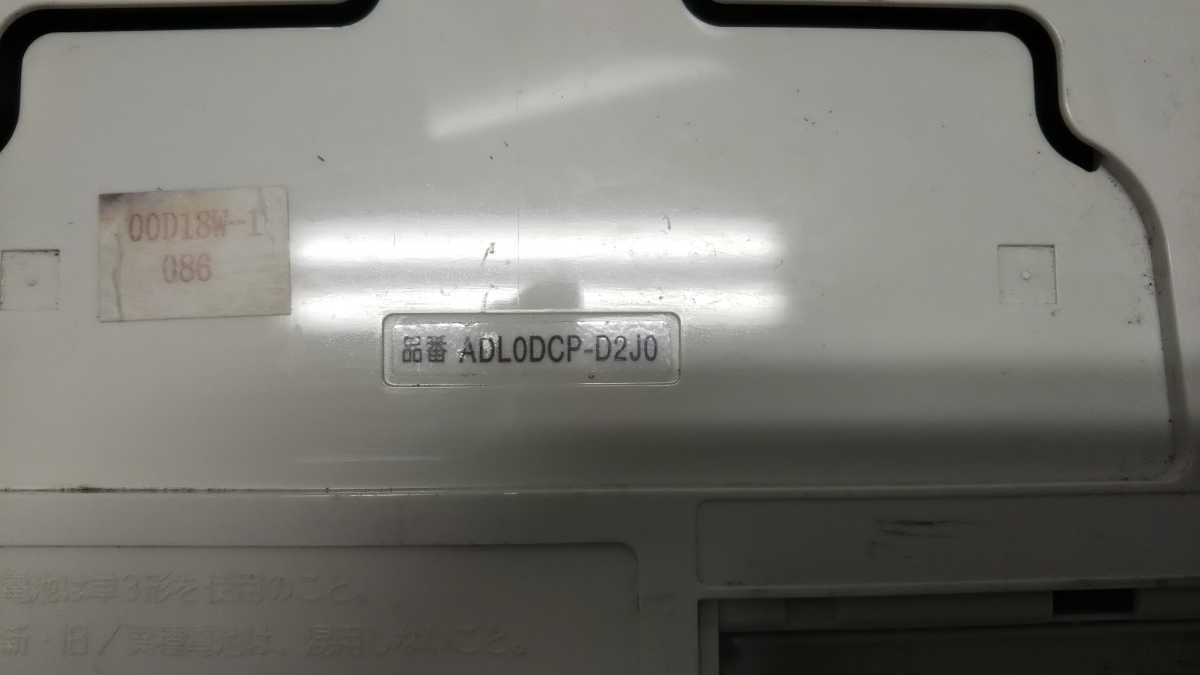 00D18W-1
086
品番 ADL0DCP-D2J0
電池は単3形を使用のこと。
新・旧／異種電池は、混用しないこと。